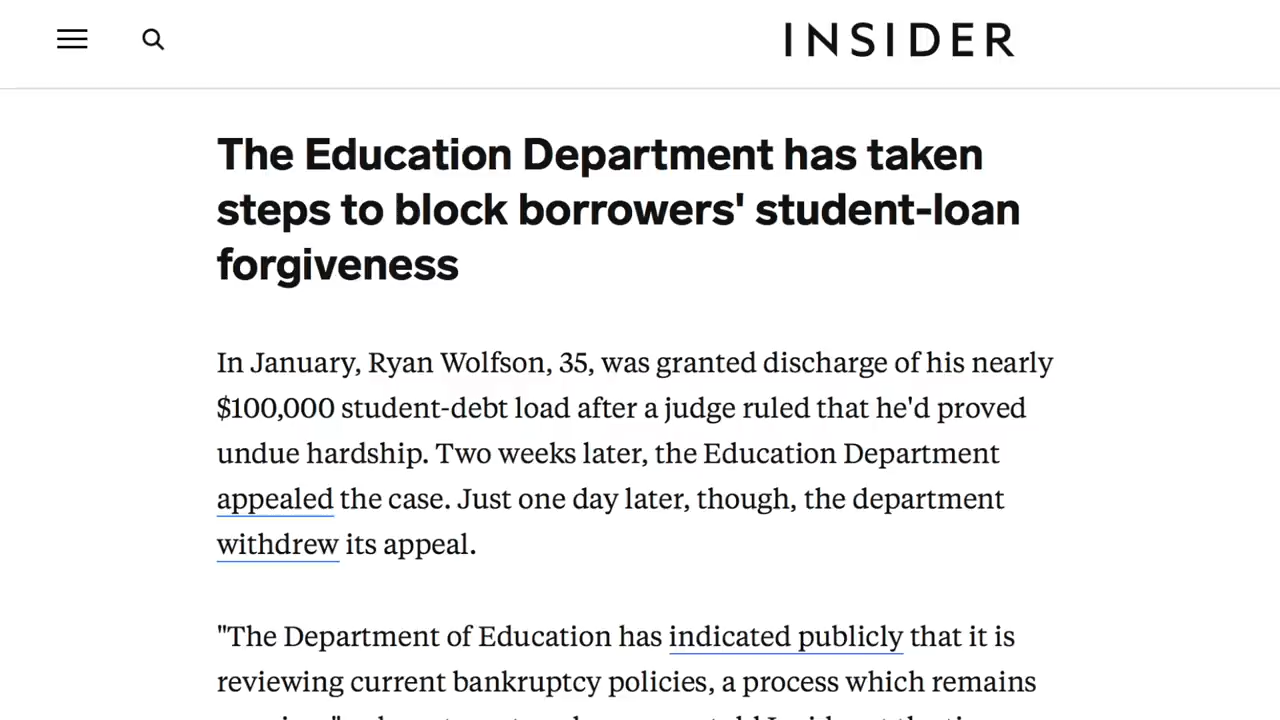 INSIDER
The Education Department has taken
steps to block borrowers' student-loan
forgiveness
In January, Ryan Wolfson, 35, was granted discharge of his nearly
$100,000 student-debt load after a judge ruled that he'd proved
undue hardship. Two weeks later, the Education Department
appealed the case. Just one day later, though, the department
withdrew its appeal.
"The Department of Education has indicated publicly that it is
reviewing current bankruptcy policies, a process which remains